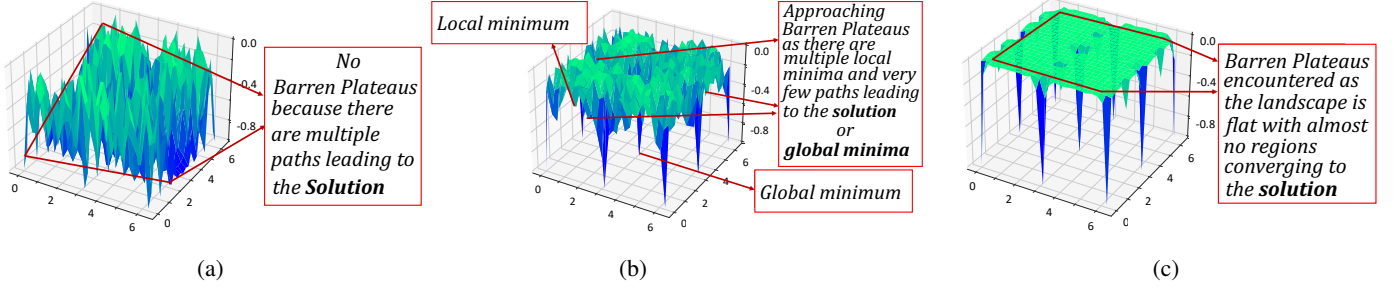 No
Barren Plateaus
because there
are multiple
paths leading to
the Solution
0.0
-0.4
-0.8
0
2
4
6
0
2
4
6
(a)
Local minimum
Approaching
Barren Plateaus
as there are
multiple local
minima and very
few paths leading
to the solution
or
global minima
Global minimum
0.0
-0.4
-0.8
0
2
4
6
0
2
4
6
(b)
Barren Plateaus
encountered as
the landscape is
flat with almost
no regions
converging to
the solution
0.0
-0.4
-0.8
0
2
4
6
0
2
4
6
(c)